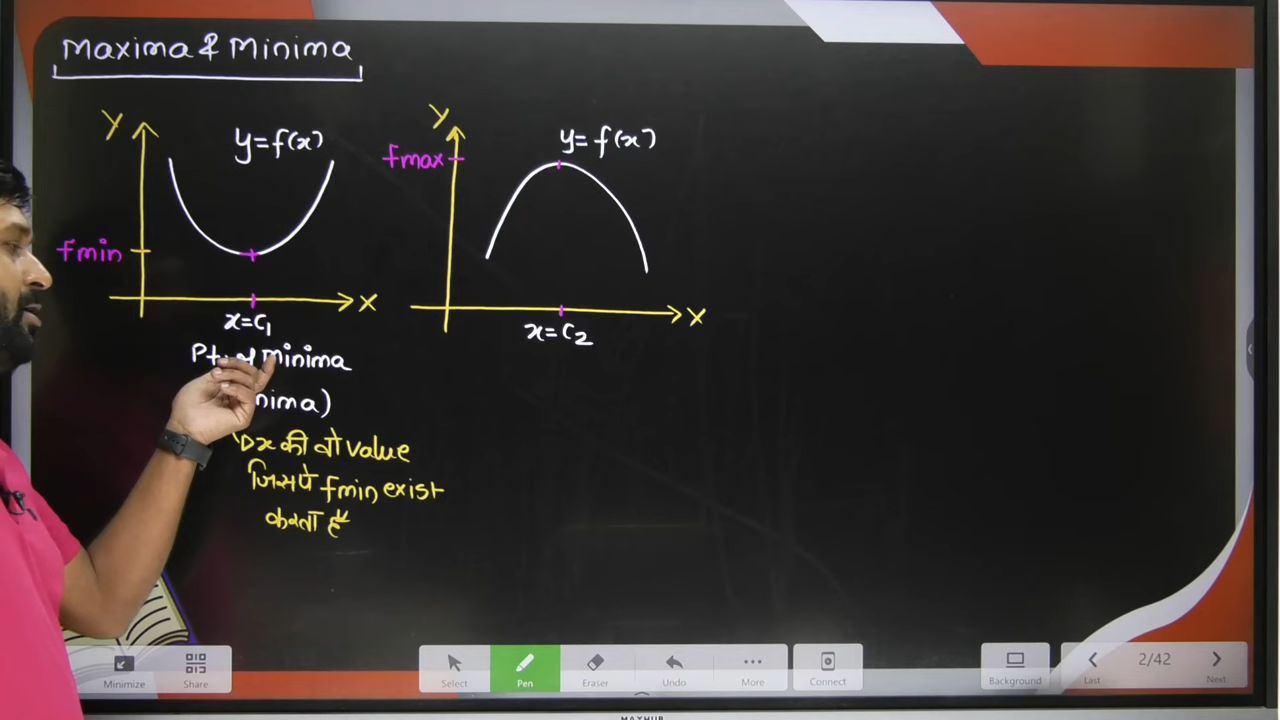 Maxima & Minima
Y
y=f(x)
fmin
X
x=C₁
Pt. of Minima
nima)
x की वो value
जिसपे fmin exist
करता है
Y
y=f(x)
fmax
X
x=C₂
Minimize
Share
Select
Pen
Eraser
Undo
More
Connect
Background
Last
2/42
Next
MAXHUB